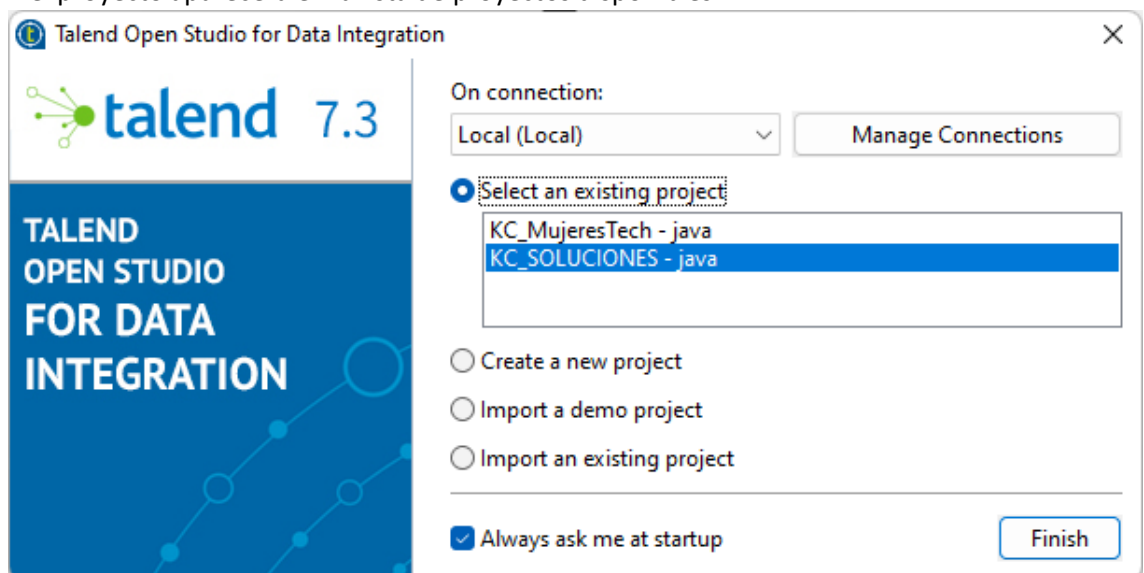 Talend Open Studio for Data Integration
talend 7.3
TALEND
OPEN STUDIO
FOR DATA
INTEGRATION
On connection:
Local (Local)
Manage Connections
Select an existing project
KC_MujeresTech - java
KC_SOLUCIONES - java
Create a new project
Import a demo project
Import an existing project
Always ask me at startup
Finish